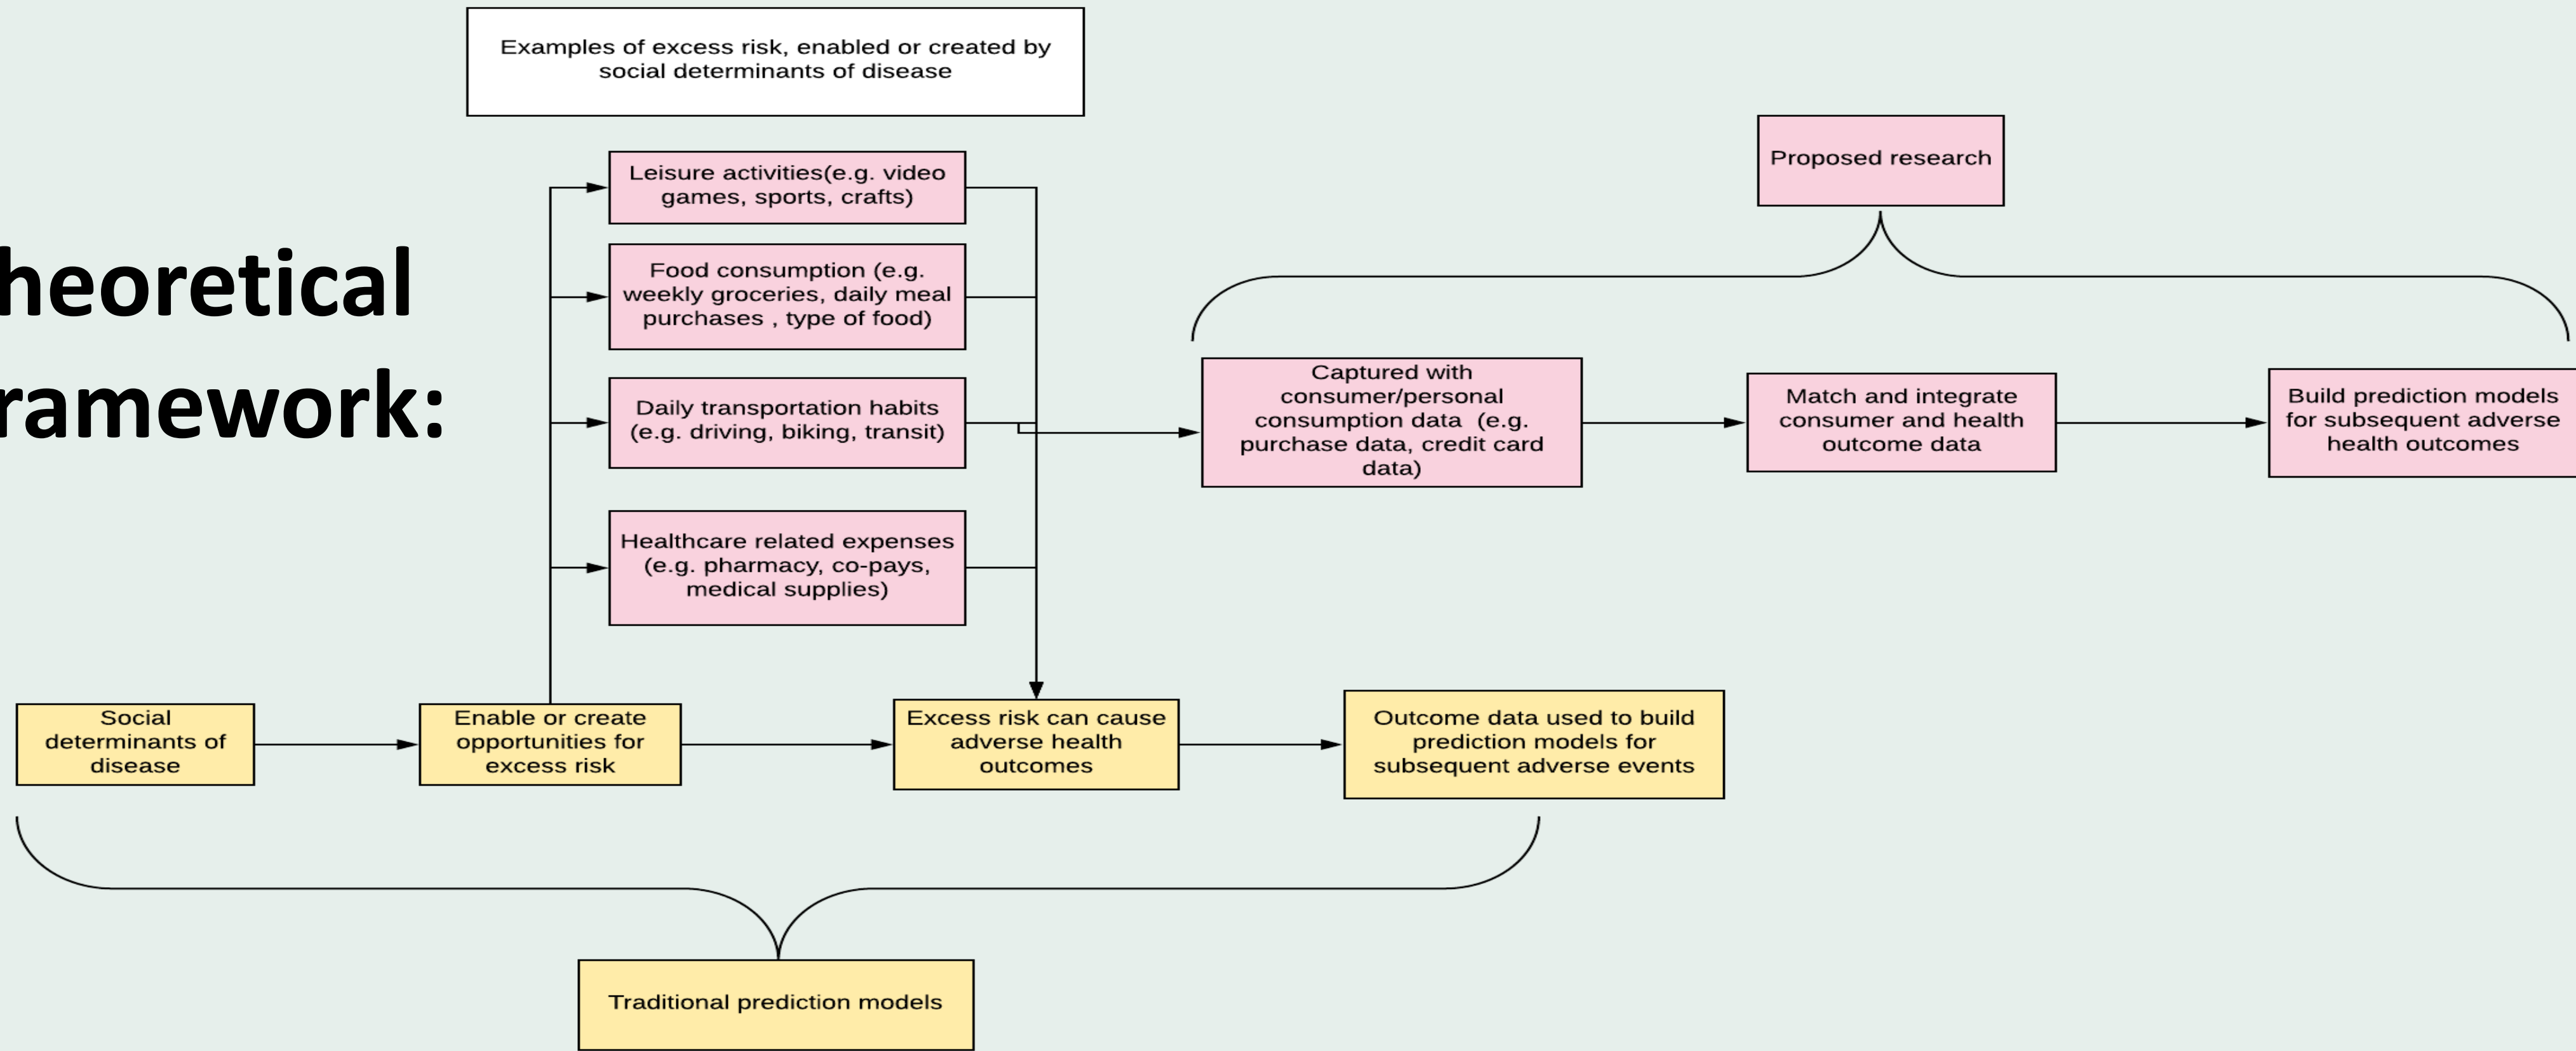 Examples of excess risk, enabled or created by
social determinants of disease
heoretical
ramework:
Leisure activities(e.g. video
games, sports, crafts)
Food consumption (e.g.
weekly groceries, daily meal
purchases , type of food)
Daily transportation habits
(e.g. driving, biking, transit)
Healthcare related expenses
(e.g. pharmacy, co-pays,
medical supplies)
Proposed research
Captured with
consumer/personal
consumption data (e.g.
purchase data, credit card
data)
Match and integrate
consumer and health
outcome data
Build prediction models
for subsequent adverse
health outcomes
Social
determinants of
disease
Enable or create
opportunities for
excess risk
Excess risk can cause
adverse health
outcomes
Outcome data used to build
prediction models for
subsequent adverse events
Traditional prediction models